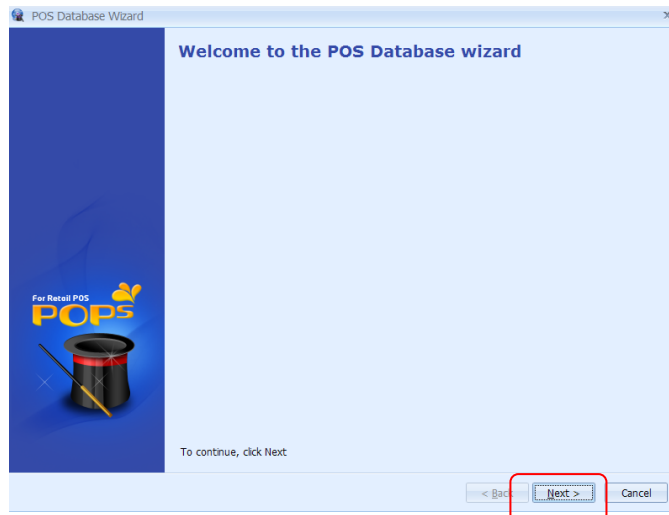 POS Database Wizard
Welcome to the POS Database wizard
For Retail POS
POPS
To continue, click Next
< Back
Next >
Cancel